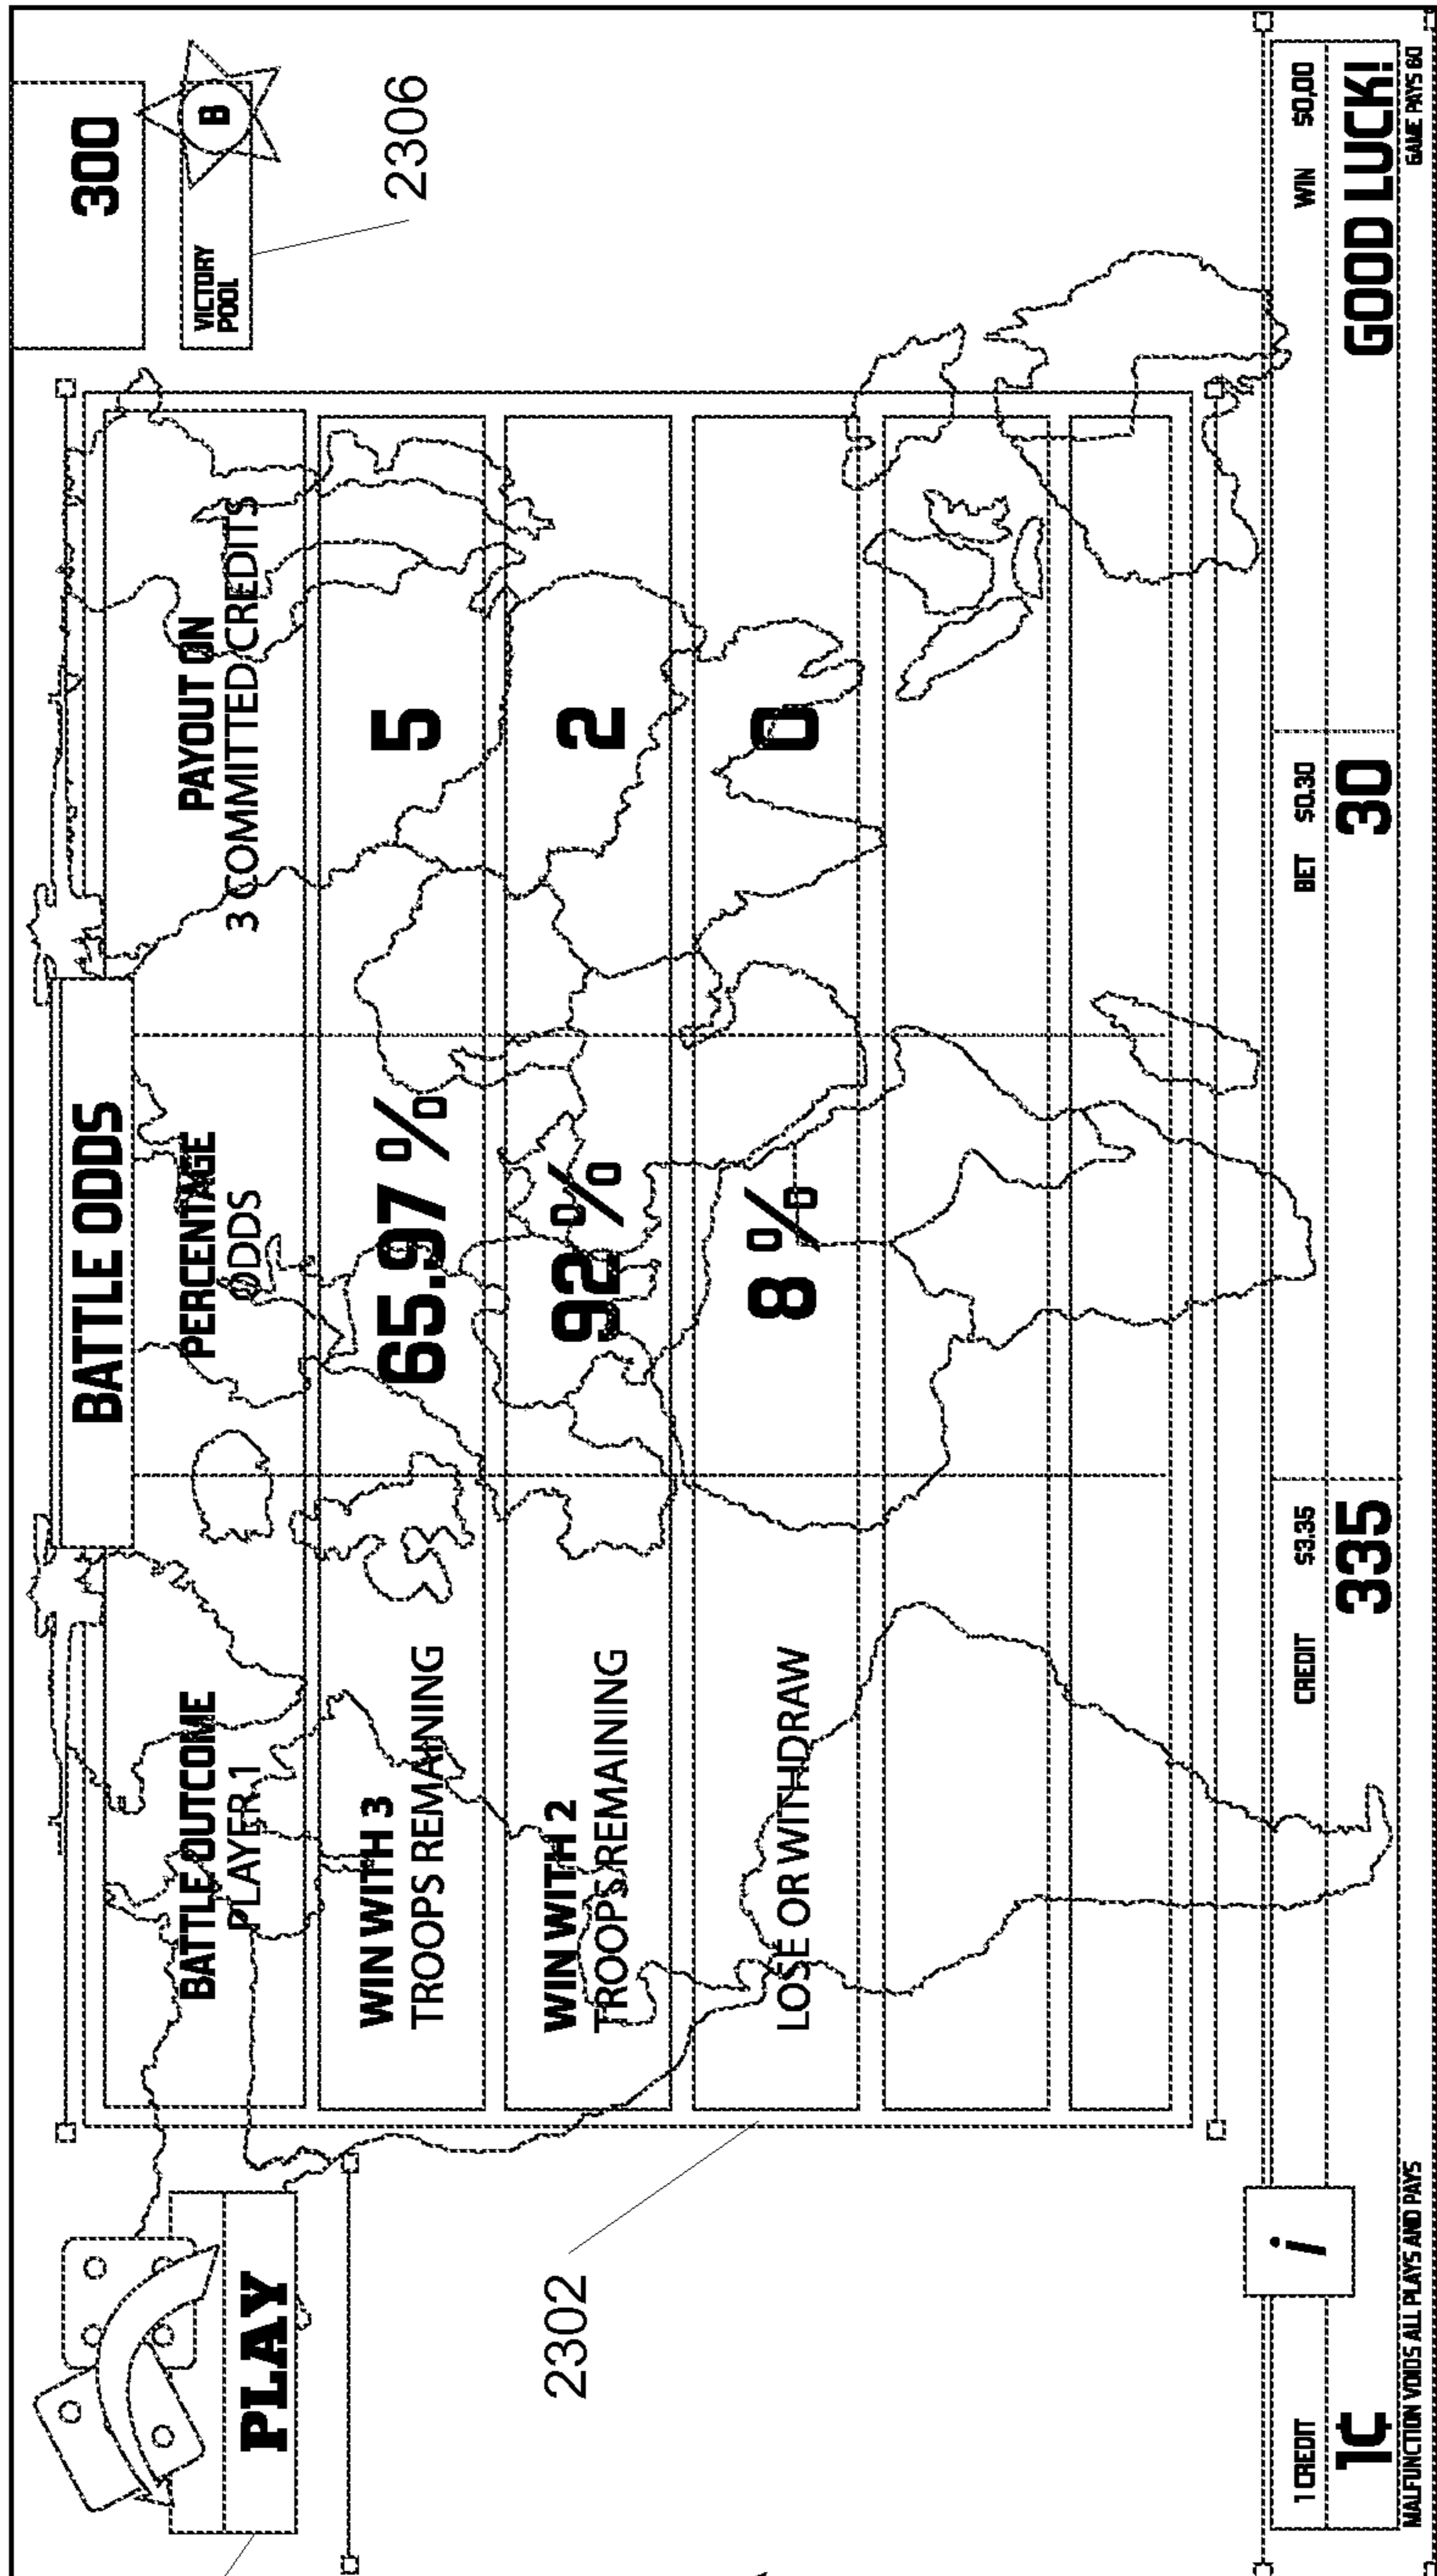 PLAY
BATTLE ODDS
300
VICTORY
POOL
B
2306
BATTLE OUTCOME
PLAYER 1
PERCENTAGE
ODDS
PAYOUT ON
3 COMMITTED CREDITS
WIN WITH 3
TROOPS REMAINING
65.97 %
5
WIN WITH 2
TROOPS REMAINING
92 %
2
LOSE OR WITHDRAW
8 %
0
2302
i
1 CREDIT
CREDIT $3.35
BET $0.30
WIN $0,00
1¢
335
30
GOOD LUCK!
MALFUNCTION VOIDS ALL PLAYS AND PAYS
GAME PAYS 60